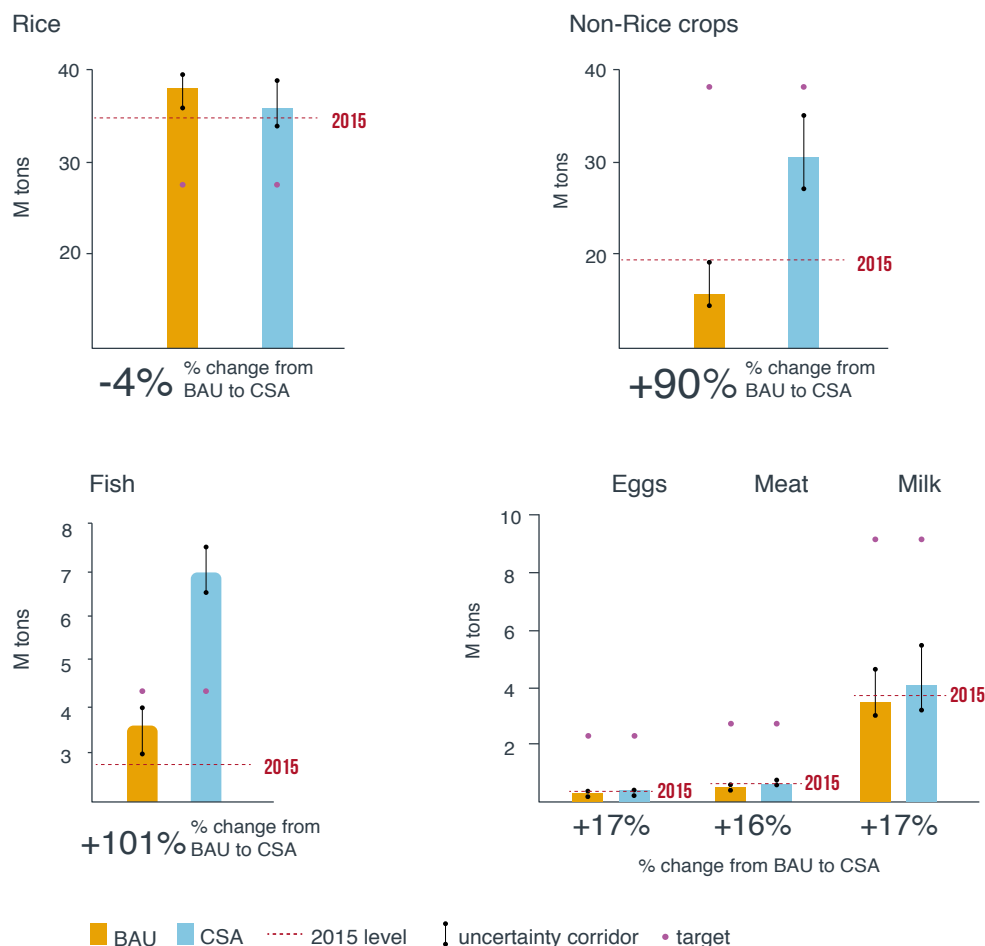 Rice
40
30
20
M tons
2015
-4%
% change from
BAU to CSA
Non-Rice crops
40
30
20
M tons
2015
+90%
% change from
BAU to CSA
Fish
8
7
6
5
4
3
M tons
2015
+101%
% change from
BAU to CSA
Eggs Meat Milk
10
8
6
4
2
M tons
2015
2015
2015
+17% +16% +17%
% change from BAU to CSA
BAU CSA 2015 level uncertainty corridor target